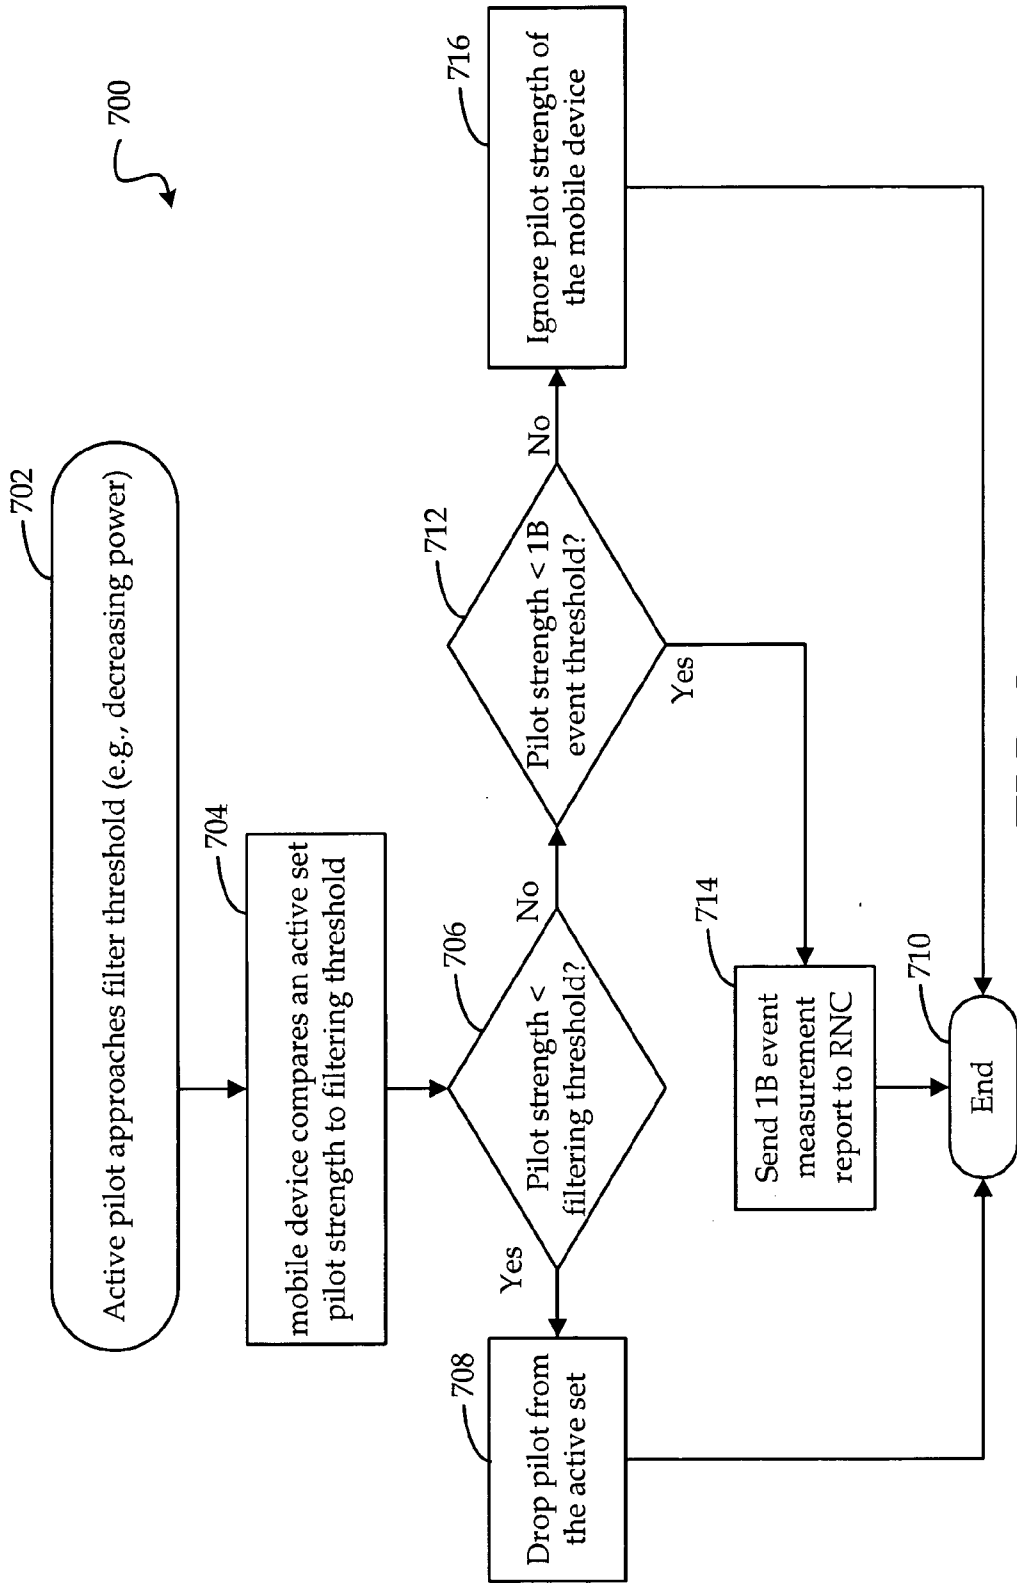 700
702
Active pilot approaches filter threshold (e.g., decreasing power)
704
mobile device compares an active set
pilot strength to filtering threshold
706
Pilot strength <
filtering threshold?
Yes
No
708
Drop pilot from
the active set
712
Pilot strength < 1B
event threshold?
No
Yes
716
Ignore pilot strength of
the mobile device
714
Send 1B event
measurement
report to RNC
710
End